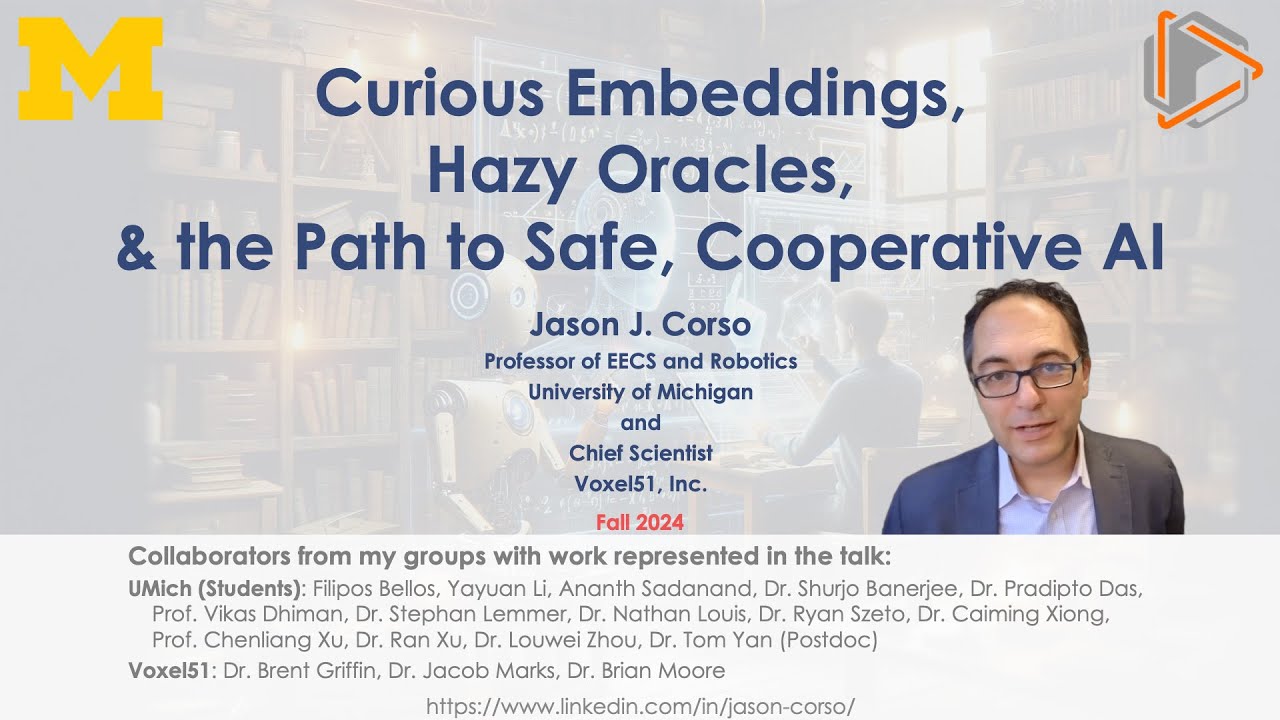 M
Curious Embeddings,
Hazy Oracles,
& the Path to Safe, Cooperative AI
Jason J. Corso
Professor of EECS and Robotics
University of Michigan
and
Chief Scientist
Voxel51, Inc.
Fall 2024
Collaborators from my groups with work represented in the talk:
UMich (Students): Filipos Bellos, Yayuan Li, Ananth Sadanand, Dr. Shurjo Banerjee, Dr. Pradipto Das,
Prof. Vikas Dhiman, Dr. Stephan Lemmer, Dr. Nathan Louis, Dr. Ryan Szeto, Dr. Caiming Xiong,
Prof. Chenliang Xu, Dr. Ran Xu, Dr. Louwei Zhou, Dr. Tom Yan (Postdoc)
Voxel51: Dr. Brent Griffin, Dr. Jacob Marks, Dr. Brian Moore
https://www.linkedin.com/in/jason-corso/